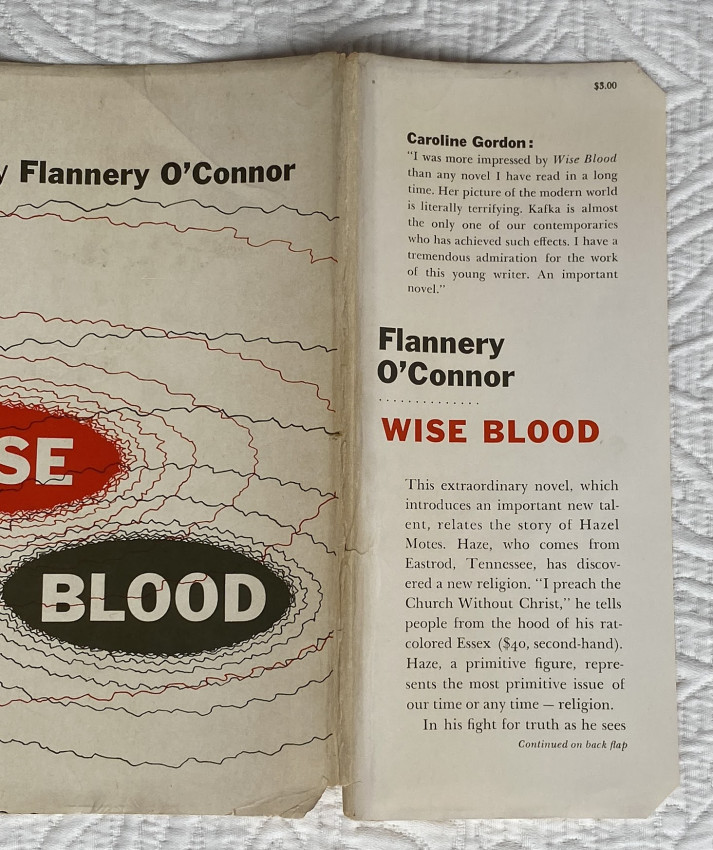 y Flannery O'Connor
SE
BLOOD
$3.00
Caroline Gordon:
"I was more impressed by Wise Blood
than any novel I have read in a long
time. Her picture of the modern world
is literally terrifying. Kafka is almost
the only one of our contemporaries
who has achieved such effects. I have a
tremendous admiration for the work
of this young writer. An important
novel."
Flannery
O'Connor
..............
WISE BLOOD
This extraordinary novel, which
introduces an important new tal-
ent, relates the story of Hazel
Motes. Haze, who comes from
Eastrod, Tennessee, has discov-
ered a new religion. "I preach the
Church Without Christ," he tells
people from the hood of his rat-
colored Essex ($40, second-hand).
Haze, a primitive figure, repre-
sents the most primitive issue of
our time or any time — religion.
In his fight for truth as he sees
Continued on back flap